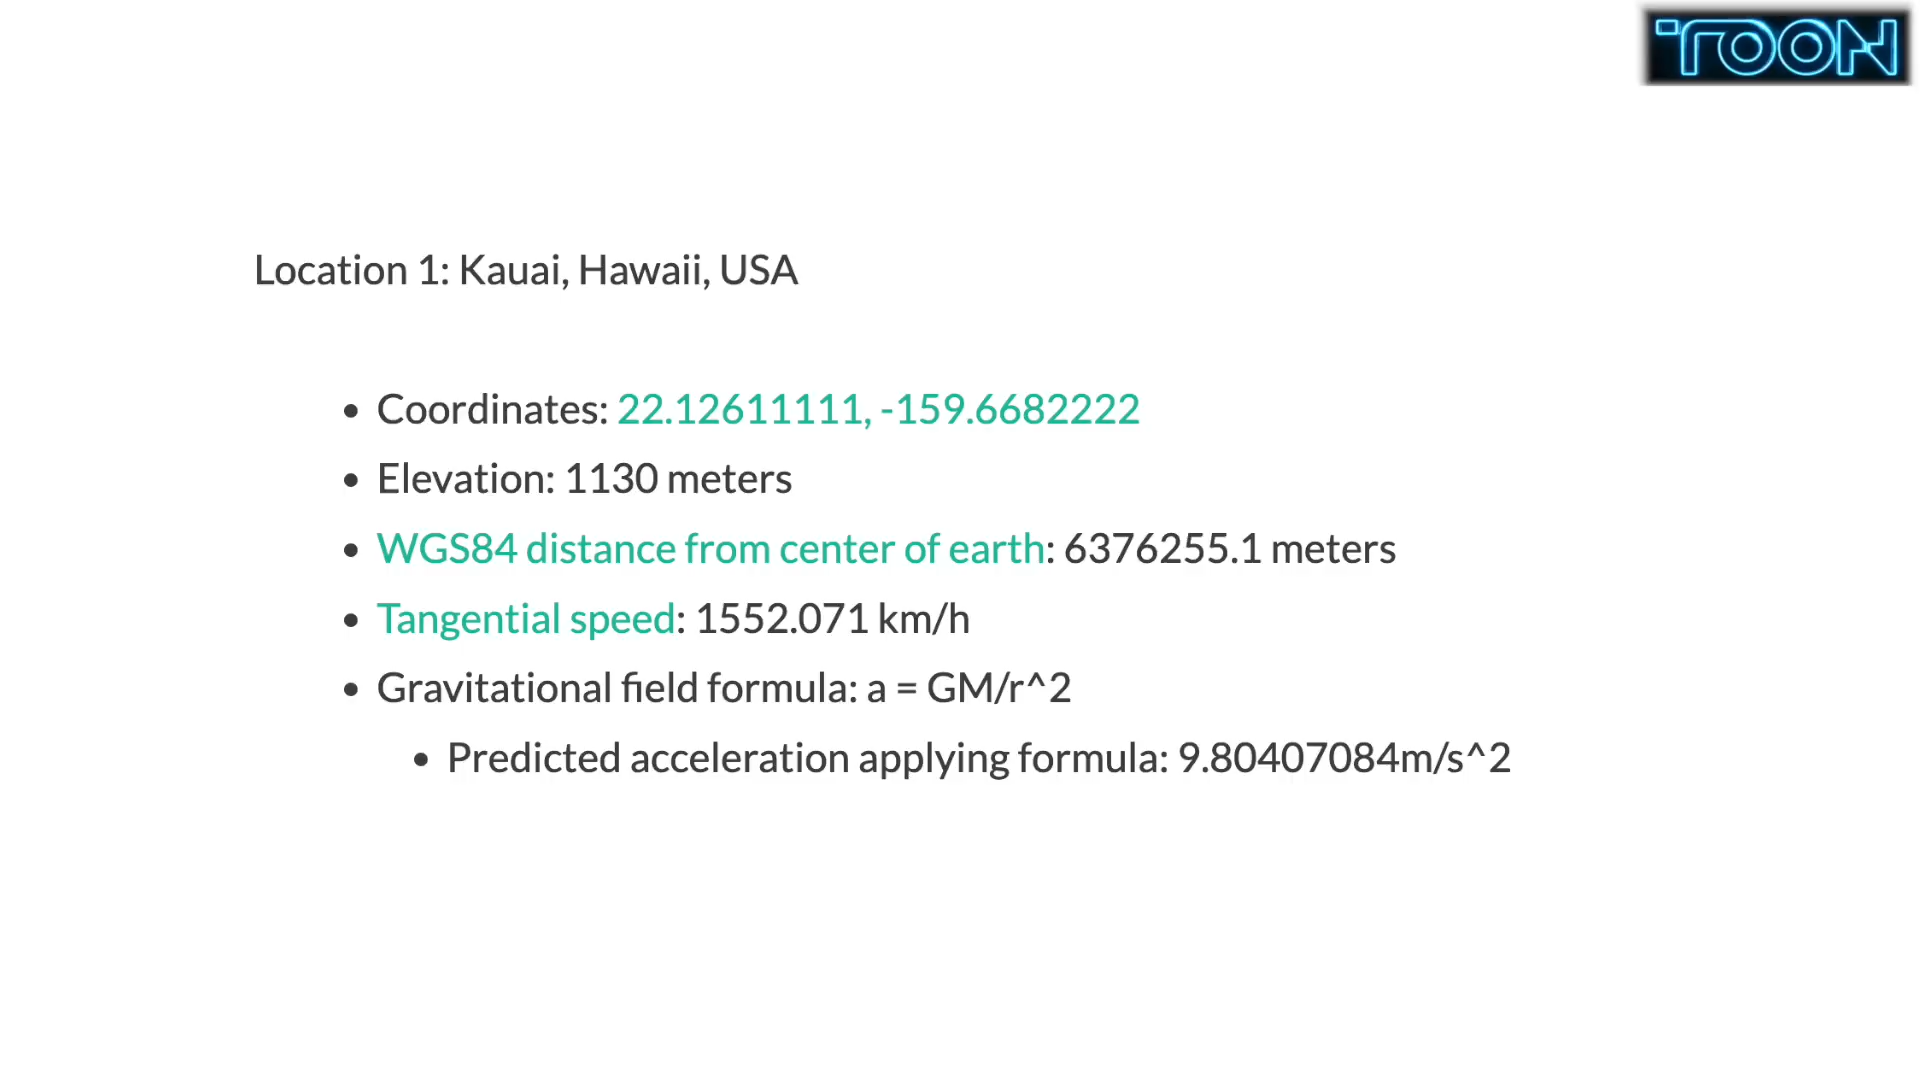 TOON
Location 1: Kauai, Hawaii, USA
• Coordinates: 22.12611111, -159.6682222
• Elevation: 1130 meters
• WGS84 distance from center of earth: 6376255.1 meters
• Tangential speed: 1552.071 km/h
• Gravitational field formula: a = GM/r^2
• Predicted acceleration applying formula: 9.80407084m/s^2